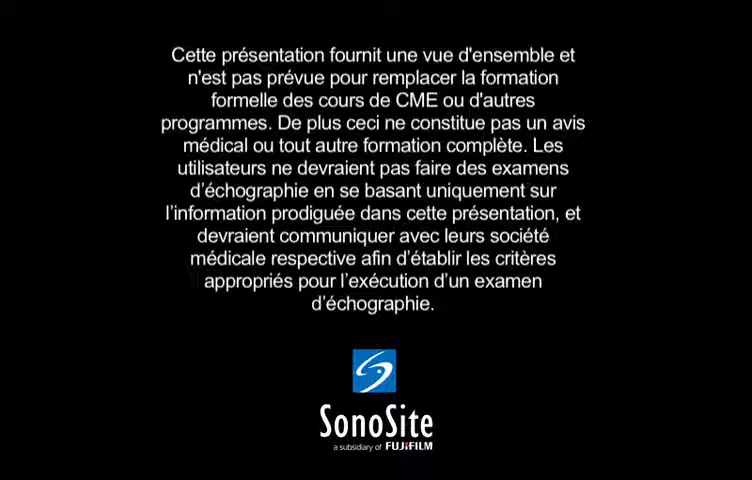 Cette présentation fournit une vue d'ensemble et
n'est pas prévue pour remplacer la formation
formelle des cours de CME ou d'autres
programmes. De plus ceci ne constitue pas un avis
médical ou tout autre formation complète. Les
utilisateurs ne devraient pas faire des examens
d’échographie en se basant uniquement sur
l’information prodiguée dans cette présentation, et
devraient communiquer avec leurs société
médicale respective afin d’établir les critères
appropriés pour l’exécution d’un examen
d’échographie.
SonoSite
a subsidiary of FUJIFILM